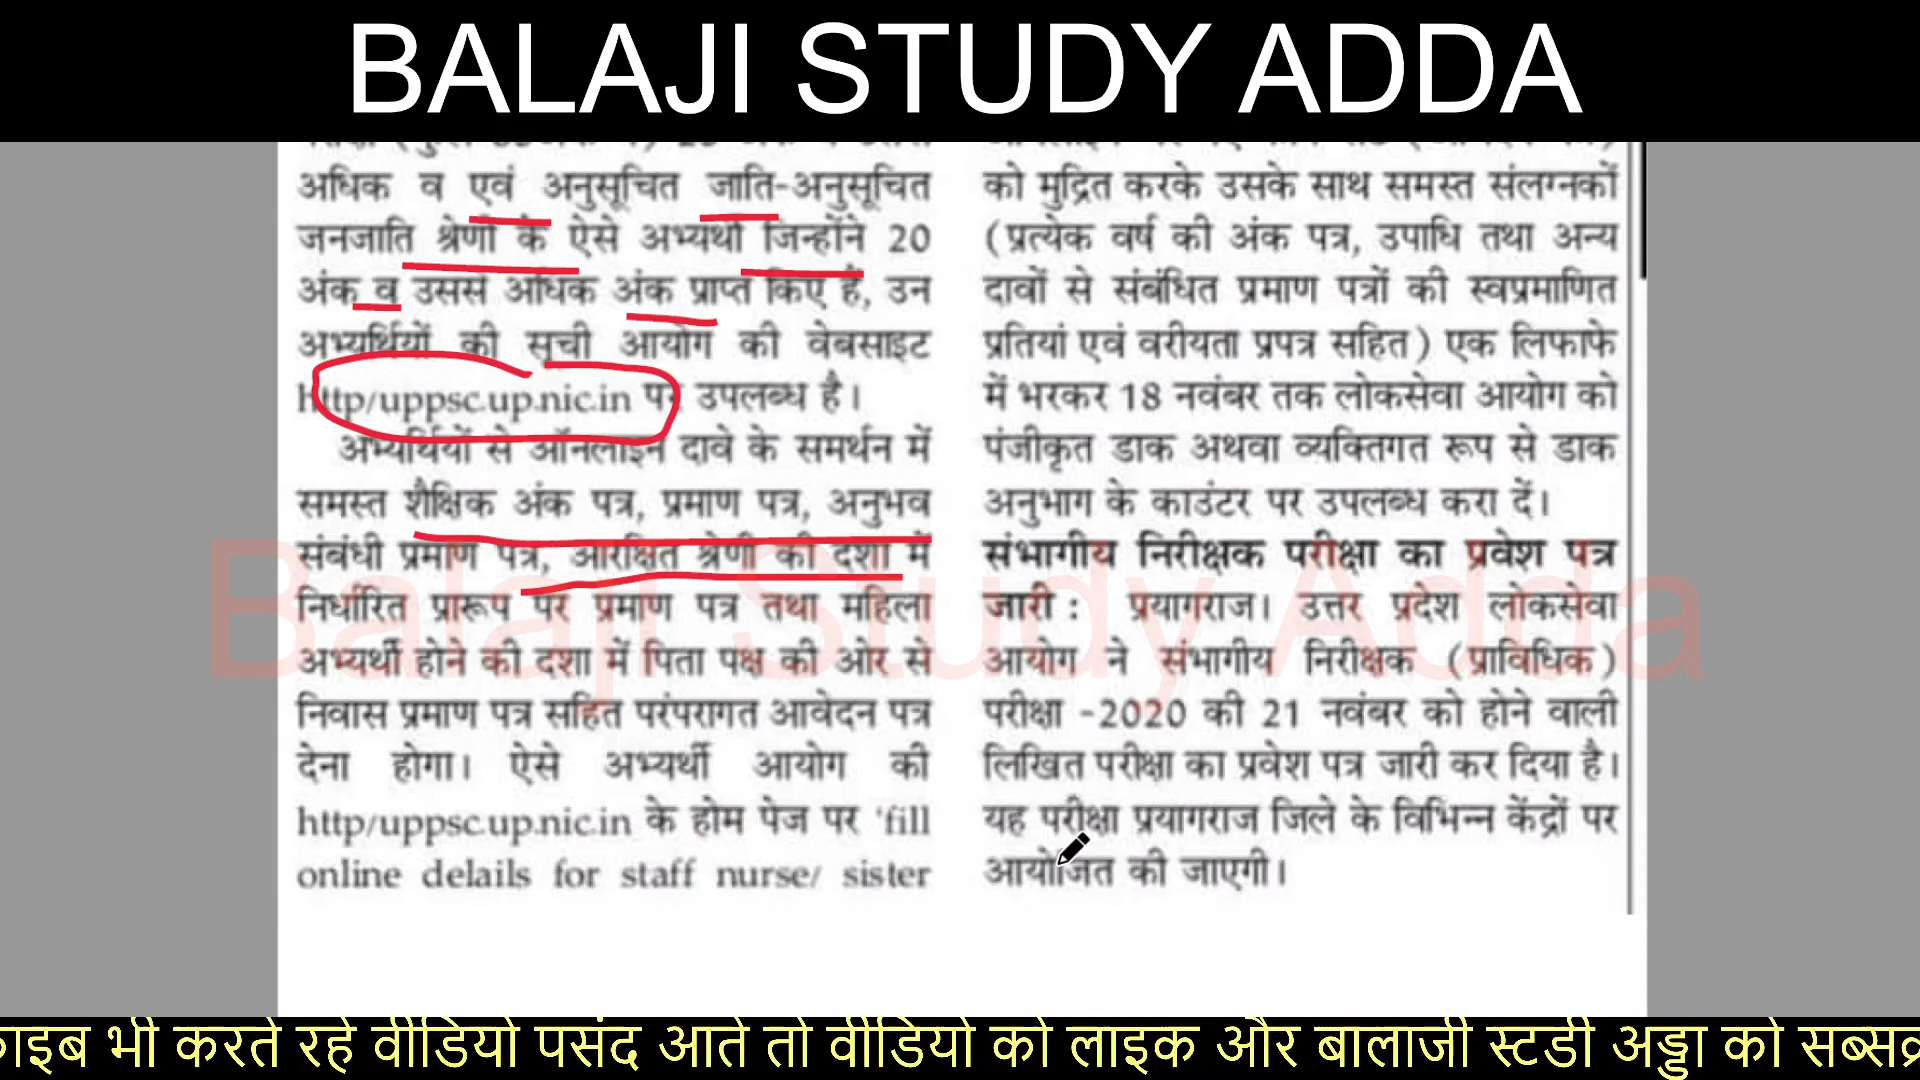 BALAJI STUDY ADDA
अधिक व एवं अनुसूचित जाति-अनुसूचित
जनजाति श्रेणी के ऐसे अभ्यर्थी जिन्होंने 20
अंक व उससे अधिक अंक प्राप्त किए हैं, उन
अभ्यर्थियों की सूची आयोग की वेबसाइट
http/uppsc.up.nic.in पर उपलब्ध है।
अभ्यर्थियों से ऑनलाइन दावे के समर्थन में
समस्त शैक्षिक अंक पत्र, प्रमाण पत्र, अनुभव
संबंधी प्रमाण पत्र, आरक्षित श्रेणी की दशा में
निर्धारित प्रारूप पर प्रमाण पत्र तथा महिला
अभ्यर्थी होने की दशा में पिता पक्ष की ओर से
निवास प्रमाण पत्र सहित परंपरागत आवेदन पत्र
देना होगा। ऐसे अभ्यर्थी आयोग की
http/uppsc.up.nic.in के होम पेज पर 'fill
online delails for staff nurse/ sister
को मुद्रित करके उसके साथ समस्त संलग्नकों
(प्रत्येक वर्ष की अंक पत्र, उपाधि तथा अन्य
दावों से संबंधित प्रमाण पत्रों की स्वप्रमाणित
प्रतियां एवं वरीयता प्रपत्र सहित) एक लिफाफे
में भरकर 18 नवंबर तक लोकसेवा आयोग को
पंजीकृत डाक अथवा व्यक्तिगत रूप से डाक
अनुभाग के काउंटर पर उपलब्ध करा दें।
संभागीय निरीक्षक परीक्षा का प्रवेश पत्र
जारी : प्रयागराज। उत्तर प्रदेश लोकसेवा
आयोग ने संभागीय निरीक्षक (प्राविधिक)
परीक्षा -2020 की 21 नवंबर को होने वाली
लिखित परीक्षा का प्रवेश पत्र जारी कर दिया है।
यह परीक्षा प्रयागराज जिले के विभिन्न केंद्रों पर
आयोजित की जाएगी।
Balaji Study Adda
भी करते रहे वीडियो पसंद आते तो वीडियो को लाइक और बालाजी स्टडी अड्डा को